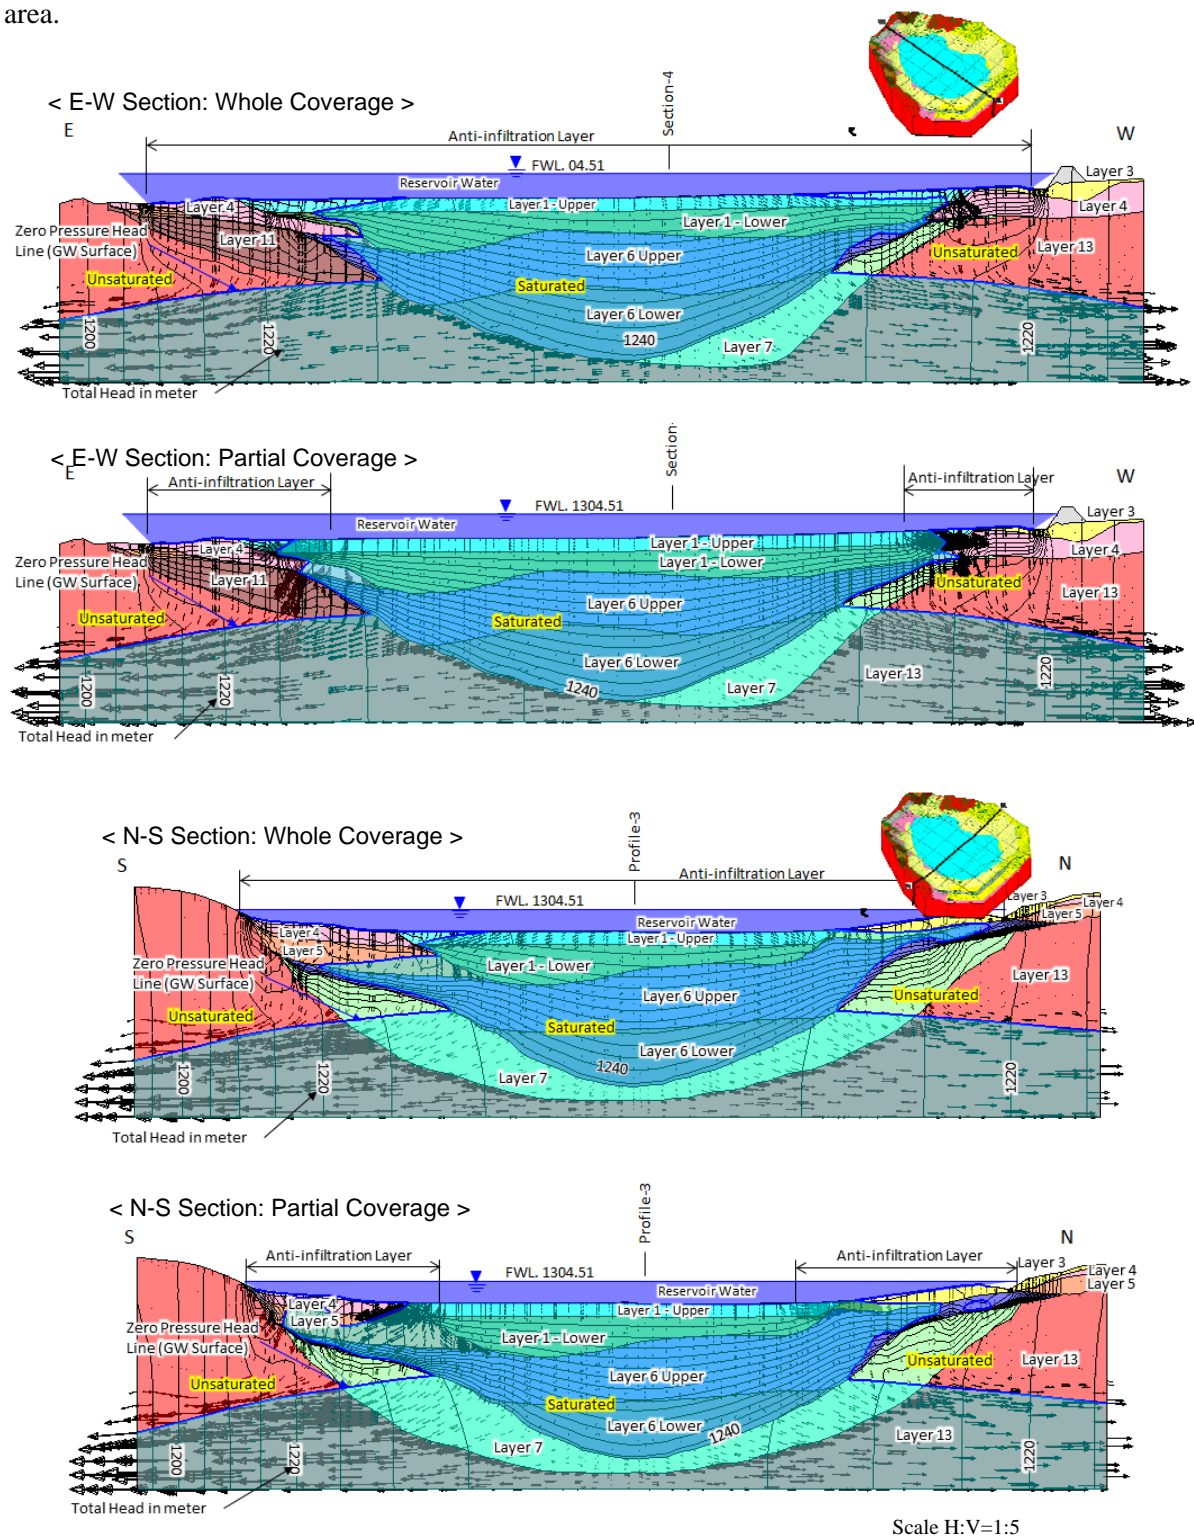 area.
< E-W Section: Whole Coverage >
Section-4
E
W
Anti-infiltration Layer
FWL. 04.51
Reservoir Water
Layer 3
Layer 4
Layer 1 - Upper
Layer 4
Layer 1 - Lower
Zero Pressure Head
Line (GW Surface)
Layer 11
Layer 6 Upper
Unsaturated
Layer 13
Unsaturated
Saturated
Layer 6 Lower
1200
1220
1240
Layer 7
1220
Total Head in meter
< E-W Section: Partial Coverage >
Section-
E
W
Anti-infiltration Layer
Anti-infiltration Layer
FWL. 1304.51
Reservoir Water
Layer 3
Layer 4
Layer 1 - Upper
Layer 4
Layer 1 - Lower
Zero Pressure Head
Line (GW Surface)
Layer 11
Unsaturated
Layer 13
Layer 6 Upper
Unsaturated
Saturated
Layer 6 Lower
Layer 13
1200
1220
1240
Layer 7
1220
Total Head in meter
< N-S Section: Whole Coverage >
Profile-3
S
N
Anti-infiltration Layer
FWL. 1304.51
Reservoir Water
Layer 3
Layer 4
Layer 5
Layer 4
Layer 1 - Upper
Layer 5
Layer 1 - Lower
Zero Pressure Head
Line (GW Surface)
Layer 13
Layer 6 Upper
Unsaturated
Unsaturated
Saturated
Layer 6 Lower
1200
1220
1240
Layer 7
1220
Total Head in meter
< N-S Section: Partial Coverage >
Profile-3
S
N
Anti-infiltration Layer
Anti-infiltration Layer
FWL. 1304.51
Reservoir Water
Layer 3
Layer 4
Layer 5
Layer 4
Layer 1 - Upper
Layer 5
Layer 1 - Lower
Zero Pressure Head
Line (GW Surface)
Unsaturated
Layer 13
Layer 6 Upper
Unsaturated
Saturated
Layer 6 Lower
1240
Layer 13
Layer 7
1200
1220
1220
Total Head in meter
Scale H:V=1:5